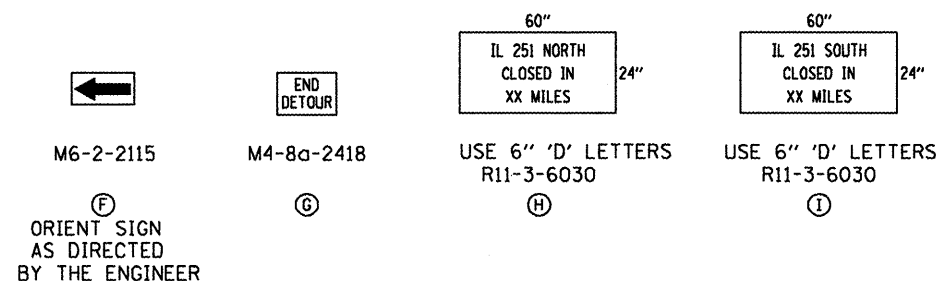 END
DETOUR
M6-2-2115
M4-8a-2418
F
ORIENT SIGN
AS DIRECTED
BY THE ENGINEER
G
60"
IL 251 NORTH
CLOSED IN
XX MILES
24"
USE 6" 'D' LETTERS
R11-3-6030
H
60"
IL 251 SOUTH
CLOSED IN
XX MILES
24"
USE 6" 'D' LETTERS
R11-3-6030
I